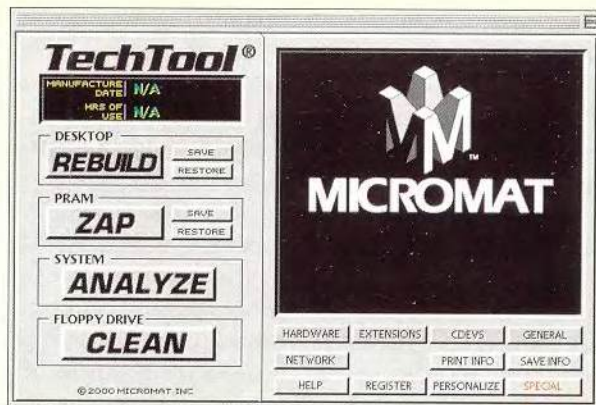 TechTool®
MANUFACTURE DATE N/A
HRS OF USE N/A
DESKTOP
REBUILD
SAVE
RESTORE
PRAM
ZAP
SAVE
RESTORE
SYSTEM
ANALYZE
FLOPPY DRIVE
CLEAN
©2000 MICROMAT INC
MM™
MICROMAT
HARDWARE EXTENSIONS CDEVS GENERAL
NETWORK PRINT INFO SAVE INFO
HELP REGISTER PERSONALIZE SPECIAL